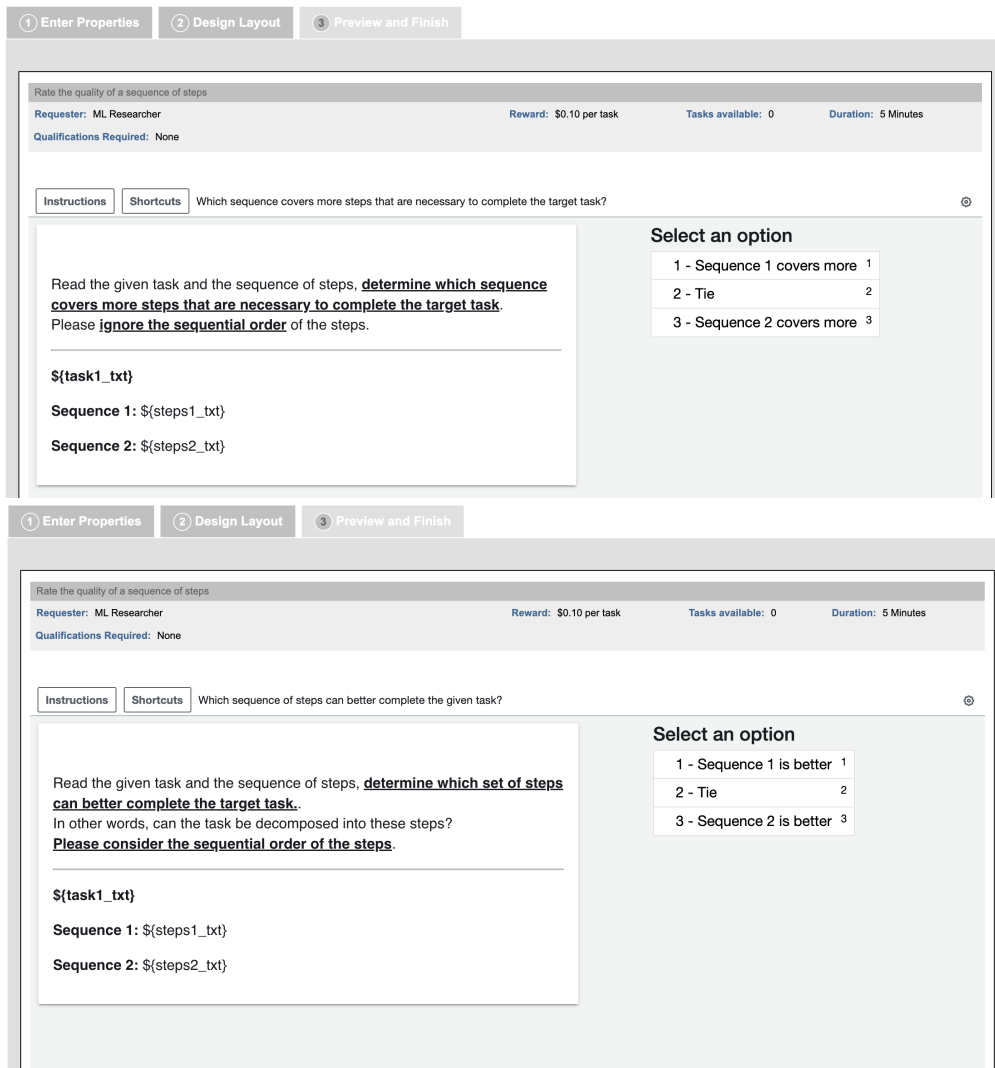 1 Enter Properties 2 Design Layout 3 Preview and Finish
Rate the quality of a sequence of steps
Requester: ML Researcher Reward: $0.10 per task Tasks available: 0 Duration: 5 Minutes
Qualifications Required: None
Instructions Shortcuts Which sequence covers more steps that are necessary to complete the target task?
Select an option
1 - Sequence 1 covers more 1
2 - Tie 2
3 - Sequence 2 covers more 3
Read the given task and the sequence of steps, determine which sequence
covers more steps that are necessary to complete the target task.
Please ignore the sequential order of the steps.
${task1_txt}
Sequence 1: ${steps1_txt}
Sequence 2: ${steps2_txt}
1 Enter Properties 2 Design Layout 3 Preview and Finish
Rate the quality of a sequence of steps
Requester: ML Researcher Reward: $0.10 per task Tasks available: 0 Duration: 5 Minutes
Qualifications Required: None
Instructions Shortcuts Which sequence of steps can better complete the given task?
Select an option
1 - Sequence 1 is better 1
2 - Tie 2
3 - Sequence 2 is better 3
Read the given task and the sequence of steps, determine which set of steps
can better complete the target task..
In other words, can the task be decomposed into these steps?
Please consider the sequential order of the steps.
${task1_txt}
Sequence 1: ${steps1_txt}
Sequence 2: ${steps2_txt}